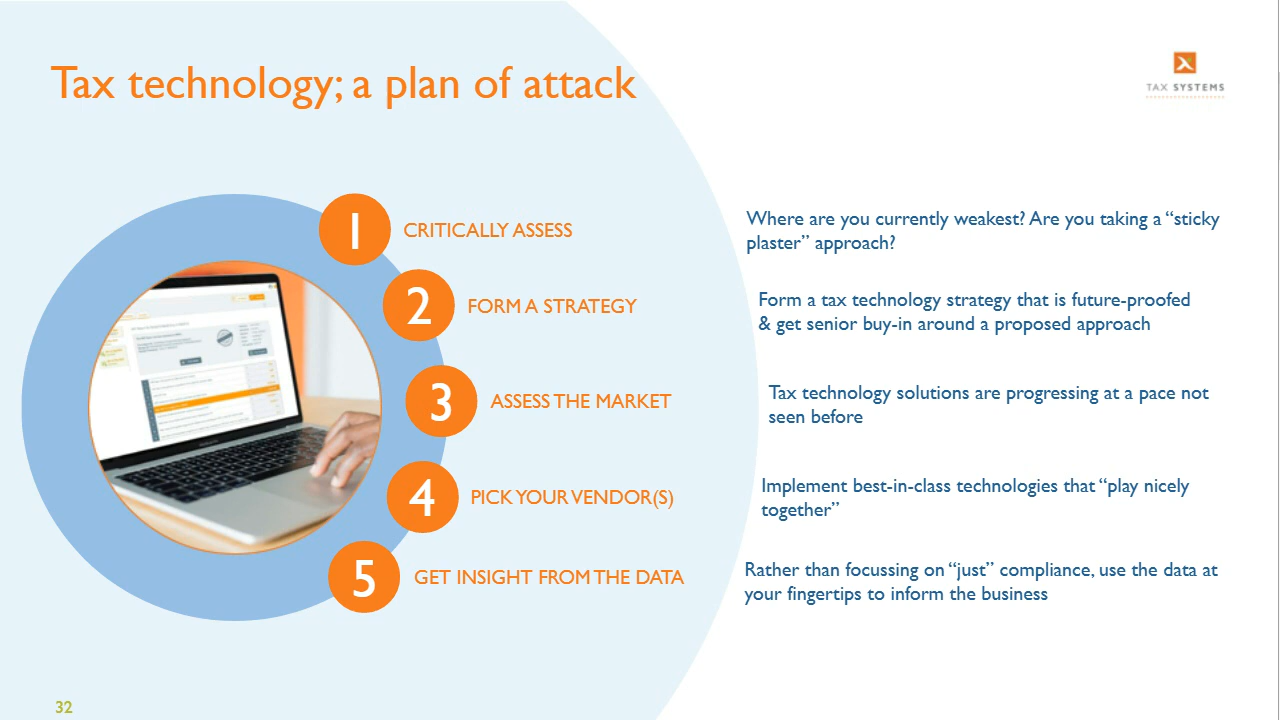 Tax technology; a plan of attack
TAX SYSTEMS
1
CRITICALLY ASSESS
Where are you currently weakest? Are you taking a “sticky
plaster” approach?
2
FORM A STRATEGY
Form a tax technology strategy that is future-proofed
& get senior buy-in around a proposed approach
3
ASSESS THE MARKET
Tax technology solutions are progressing at a pace not
seen before
4
PICK YOUR VENDOR(S)
Implement best-in-class technologies that “play nicely
together”
5
GET INSIGHT FROM THE DATA
Rather than focussing on “just” compliance, use the data at
your fingertips to inform the business
32